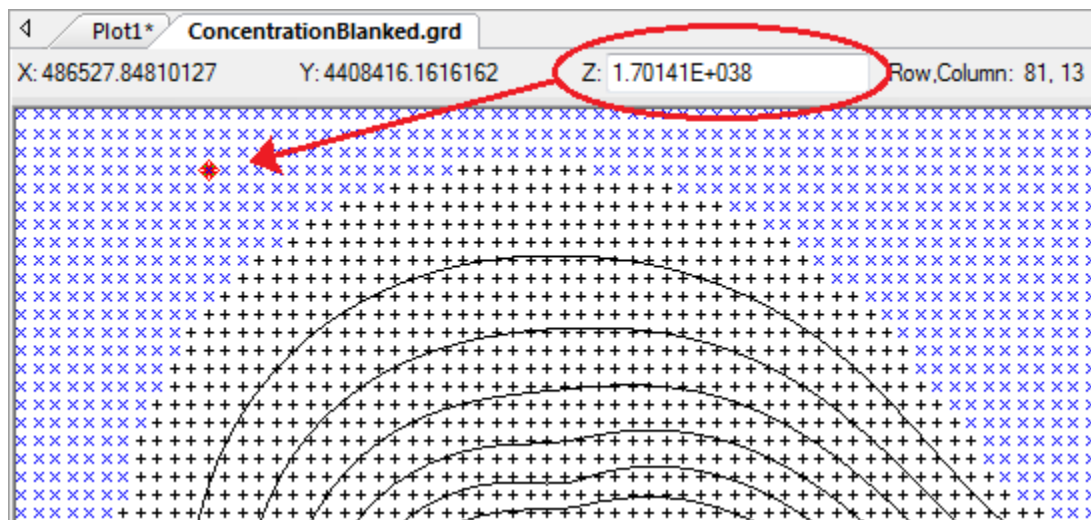 Plot1* ConcentrationBlanked.grd
X: 486527.84810127 Y: 4408416.1616162 Z: 1.70141E+038 Row,Column: 81, 13